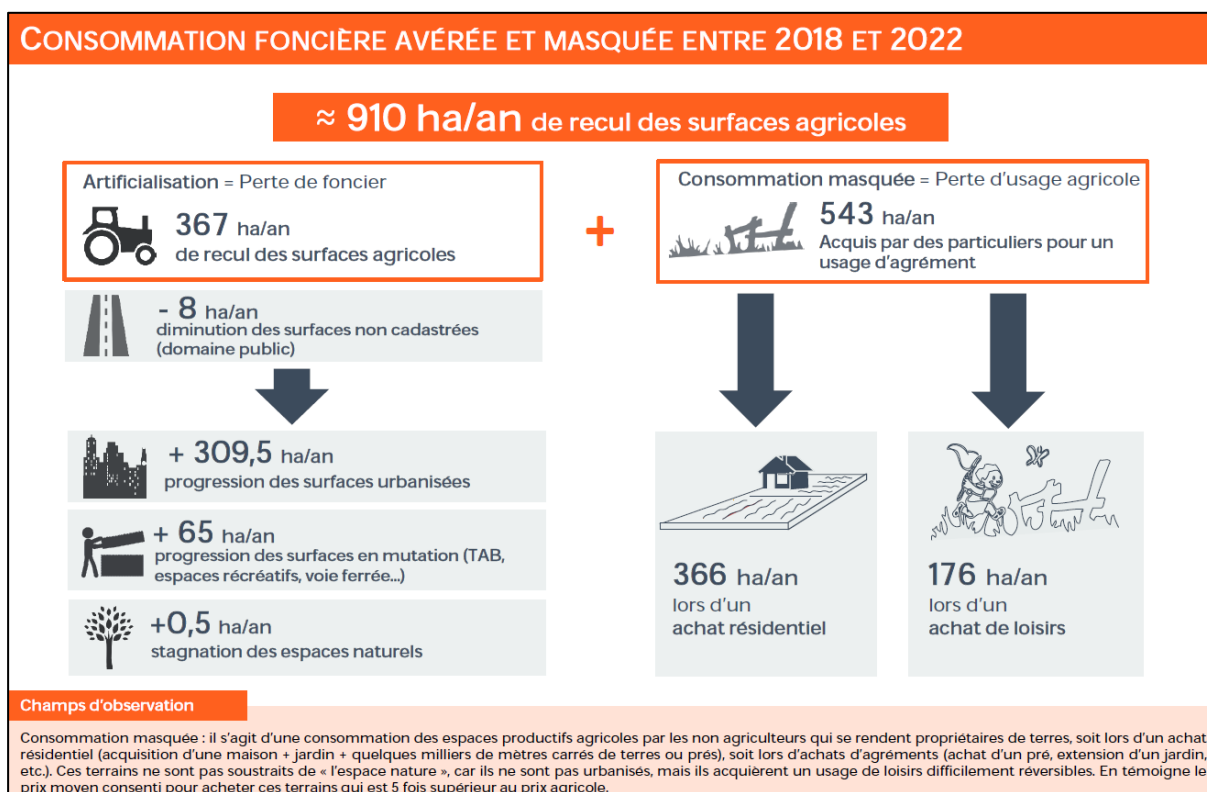 CONSOMMATION FONCIÈRE AVÉRÉE ET MASQUÉE ENTRE 2018 ET 2022
≈ 910 ha/an de recul des surfaces agricoles
Artificialisation = Perte de foncier
367 ha/an
de recul des surfaces agricoles
+
Consommation masquée = Perte d'usage agricole
543 ha/an
Acquis par des particuliers pour un
usage d'agrément
- 8 ha/an
diminution des surfaces non cadastrées
(domaine public)
+ 309,5 ha/an
progression des surfaces urbanisées
+ 65 ha/an
progression des surfaces en mutation (TAB,
espaces récréatifs, voie ferrée...)
+0,5 ha/an
stagnation des espaces naturels
366 ha/an
lors d'un
achat résidentiel
176 ha/an
lors d'un
achat de loisirs
Champs d'observation
Consommation masquée : il s'agit d'une consommation des espaces productifs agricoles par les non agriculteurs qui se rendent propriétaires de terres, soit lors d'un achat
résidentiel (acquisition d'une maison + jardin + quelques milliers de mètres carrés de terres ou prés), soit lors d'achats d'agréments (achat d'un pré, extension d'un jardin,
etc.). Ces terrains ne sont pas soustraits de « l'espace nature », car ils ne sont pas urbanisés, mais ils acquièrent un usage de loisirs difficilement réversibles. En témoigne le
prix moyen consenti pour acheter ces terrains qui est 5 fois supérieur au prix agricole.